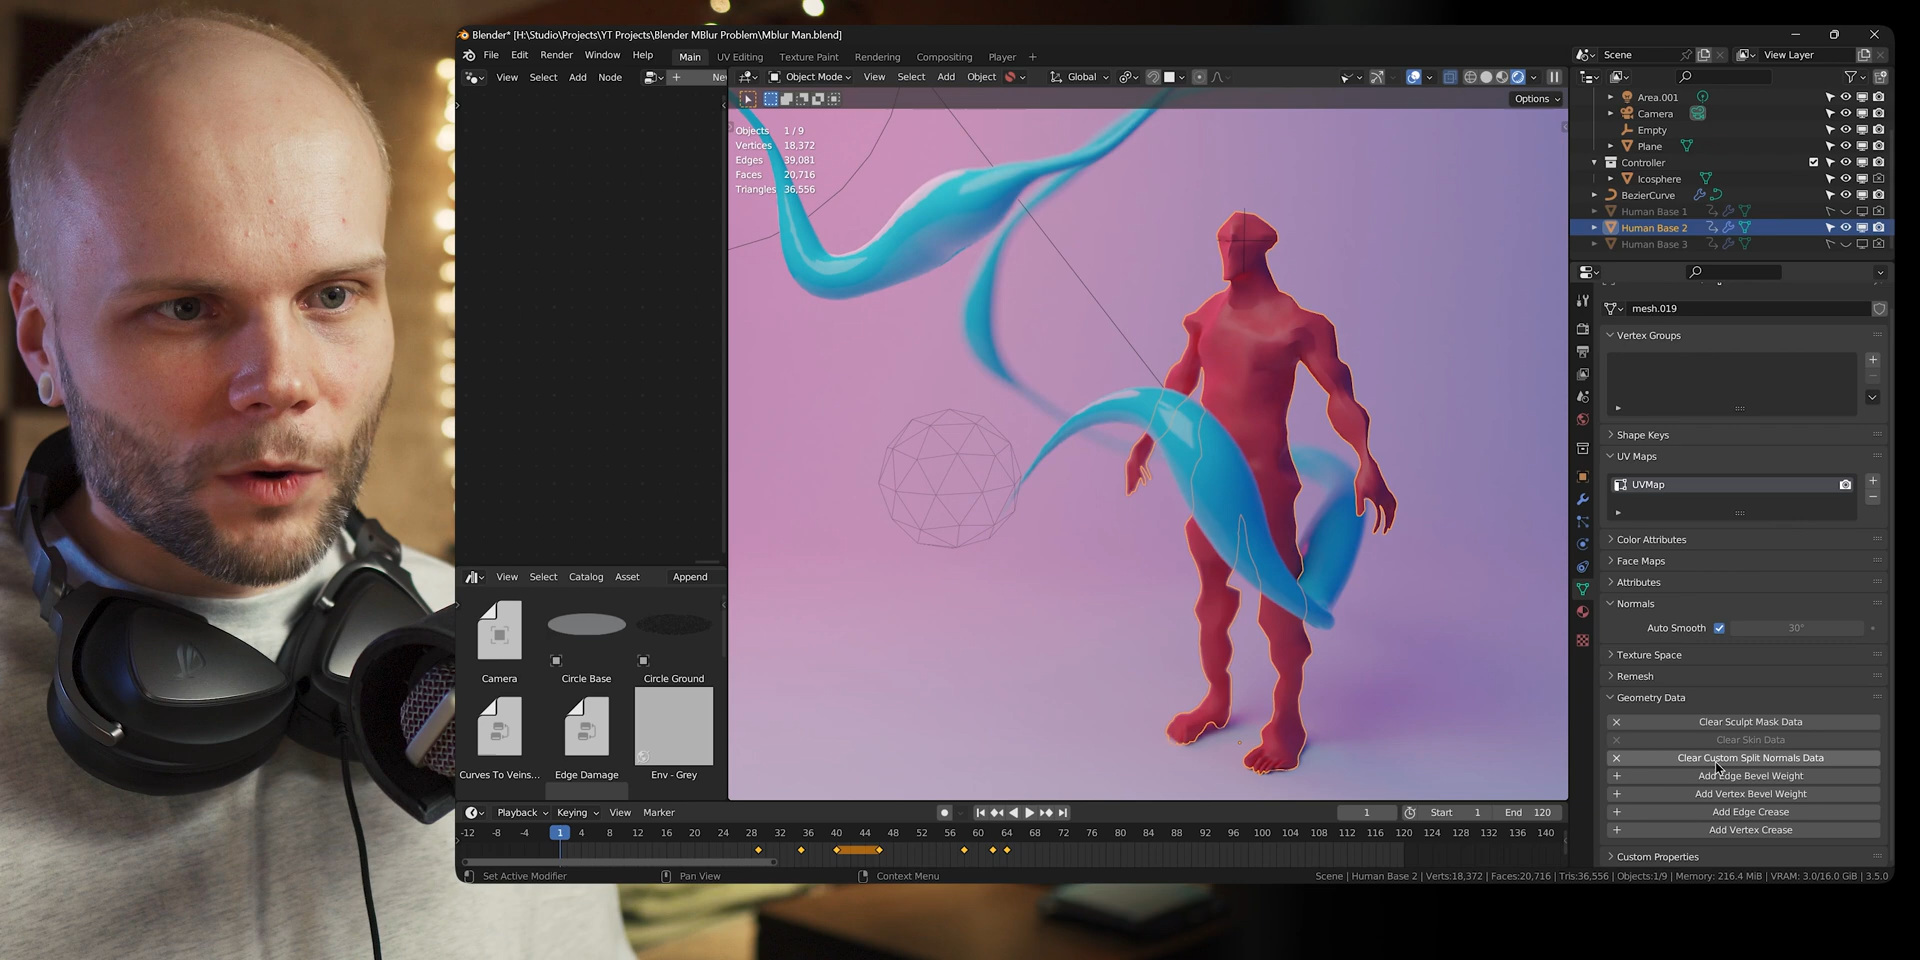 Blender* [H:\Studio\Projects\YT Projects\Blender MBlur Problem\Mblur Man.blend]
File Edit Render Window Help Main UV Editing Texture Paint Rendering Compositing Player + Scene View Layer
View Select Add Node + New
Object Mode View Select Add Object Global
Options
Objects 1 / 9
Vertices 18,372
Edges 39,081
Faces 20,716
Triangles 36,556
Area.001
Camera
Empty
Plane
Controller
Icosphere
BezierCurve
Human Base 1
Human Base 2
Human Base 3
mesh.019
Vertex Groups
Shape Keys
UV Maps
UVMap
Color Attributes
Face Maps
Attributes
Normals
Auto Smooth 30°
Texture Space
Remesh
Geometry Data
Clear Sculpt Mask Data
Clear Skin Data
Clear Custom Split Normals Data
Add Edge Bevel Weight
Add Vertex Bevel Weight
Add Edge Crease
Add Vertex Crease
Custom Properties
View Select Catalog Asset Append
Camera Circle Base Circle Ground
Curves To Veins... Edge Damage Env - Grey
Playback Keying View Marker 1 Start 1 End 120
-12 -8 -4 1 8 12 16 20 24 28 32 36 40 44 48 52 56 60 64 68 72 76 80 84 88 92 96 100 104 108 112 116 120 124 128 132 136 140
Set Active Modifier Pan View Context Menu Scene | Human Base 2 | Verts:18,372 | Faces:20,716 | Tris:36,556 | Objects:1/9 | Memory: 216.4 MiB | VRAM: 3.0/16.0 GiB | 3.5.0